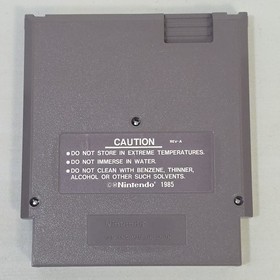 CAUTION REV-A
• DO NOT STORE IN EXTREME TEMPERATURES.
• DO NOT IMMERSE IN WATER.
• DO NOT CLEAN WITH BENZENE, THINNER,
ALCOHOL OR OTHER SUCH SOLVENTS.
©®Nintendo® 1985